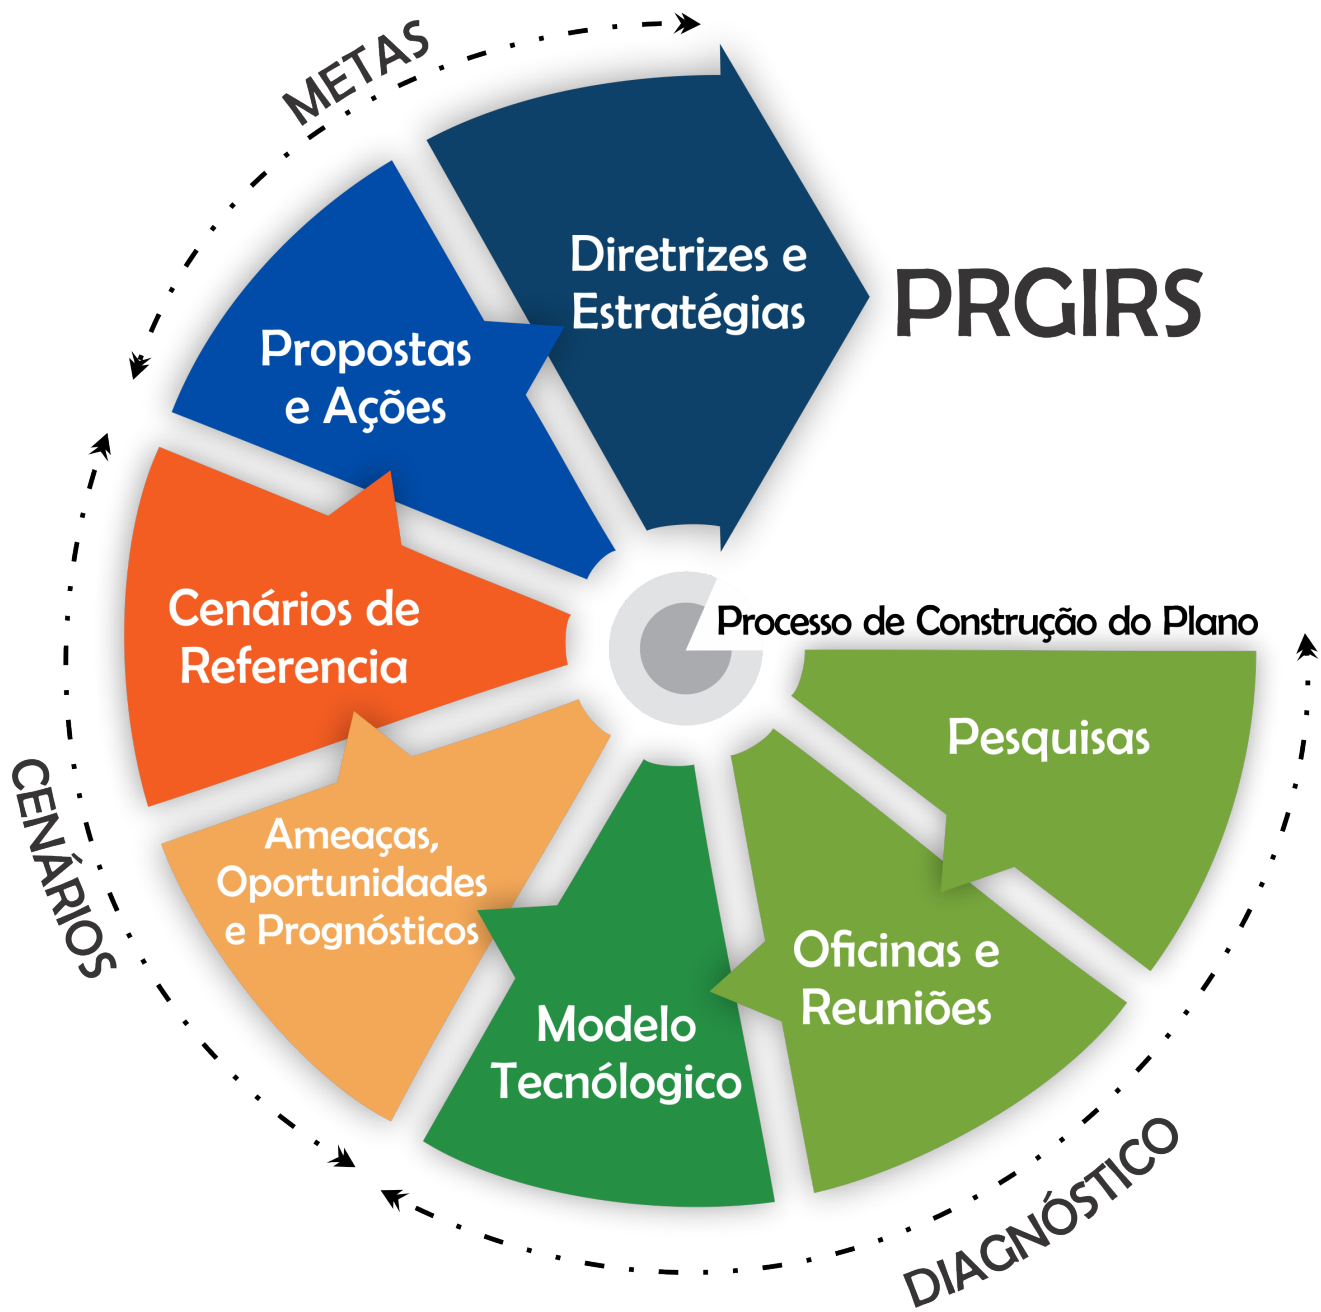 METAS
Diretrizes e
Estratégias
PRGIRS
Propostas
e Ações
Cenários de
Referencia
Processo de Construção do Plano
Pesquisas
CENÁRIOS
Ameaças,
Oportunidades
e Prognósticos
Oficinas e
Reuniões
Modelo
Tecnólogico
DIAGNÓSTICO